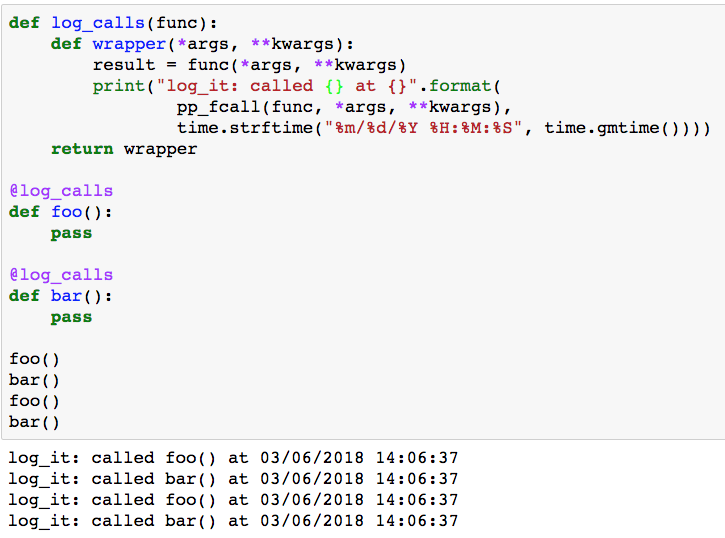 def log_calls(func):
    def wrapper(*args, **kwargs):
        result = func(*args, **kwargs)
        print("log_it: called {} at {}".format(
                pp_fcall(func, *args, **kwargs),
                time.strftime("%m/%d/%Y %H:%M:%S", time.gmtime())))
    return wrapper

@log_calls
def foo():
    pass

@log_calls
def bar():
    pass

foo()
bar()
foo()
bar()
log_it: called foo() at 03/06/2018 14:06:37
log_it: called bar() at 03/06/2018 14:06:37
log_it: called foo() at 03/06/2018 14:06:37
log_it: called bar() at 03/06/2018 14:06:37